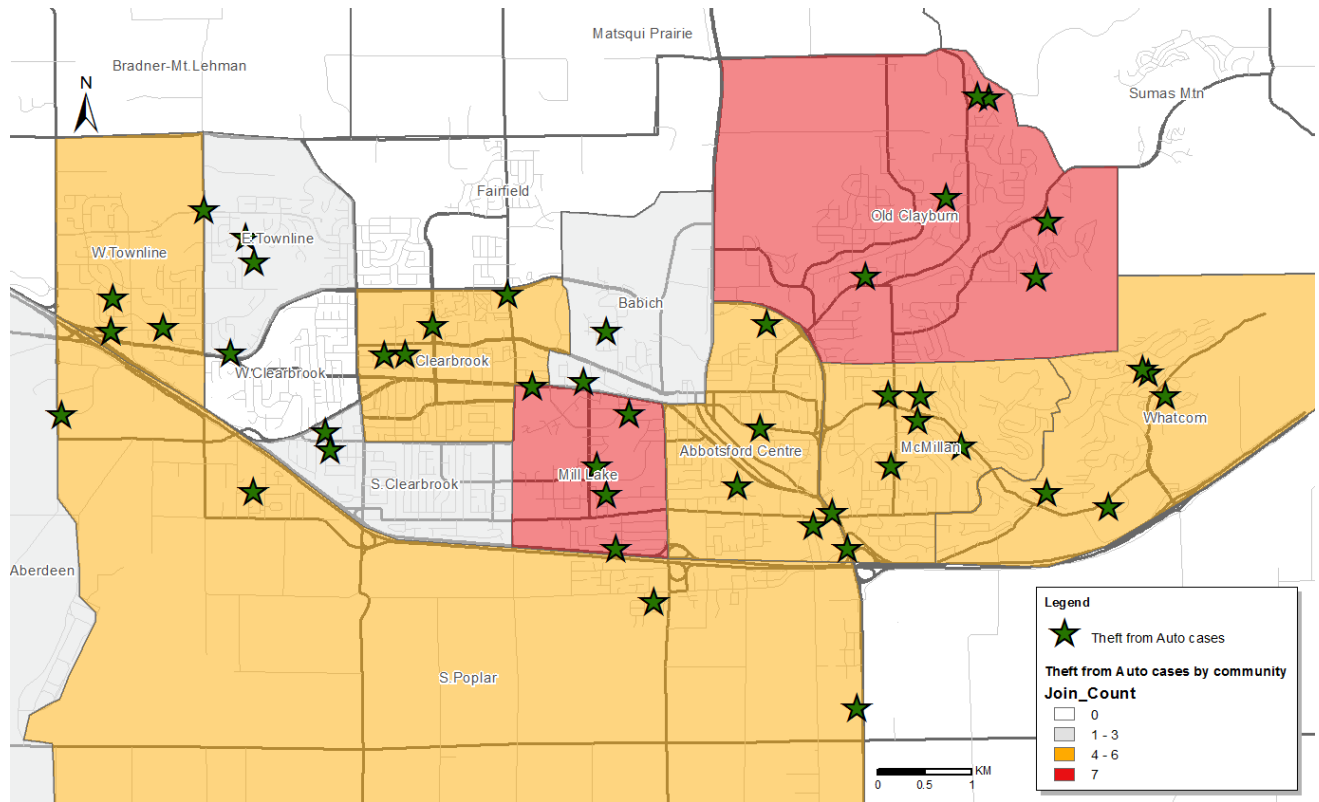 Matsqui Prairie
Bradner-Mt.Lehman
N
Sumas Mtn
Fairfield
Old Clayburn
E.Townline
W.Townline
Babich
Clearbrook
W.Clearbrook
Whatcom
McMillan
Abbotsford Centre
Mill Lake
S.Clearbrook
Aberdeen
S.Poplar
Legend
Theft from Auto cases
Theft from Auto cases by community
Join_Count
0
1 - 3
4 - 6
7
KM
0 0.5 1